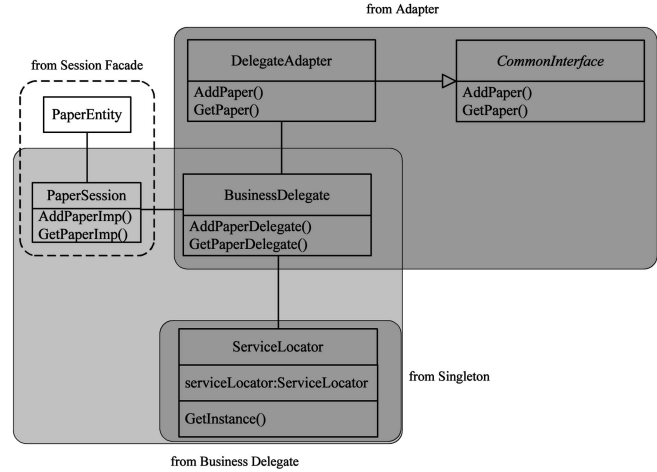 from Adapter
from Session Facade
DelegateAdapter
AddPaper()
GetPaper()
CommonInterface
AddPaper()
GetPaper()
PaperEntity
PaperSession
AddPaperImp()
GetPaperImp()
BusinessDelegate
AddPaperDelegate()
GetPaperDelegate()
ServiceLocator
serviceLocator:ServiceLocator
GetInstance()
from Singleton
from Business Delegate